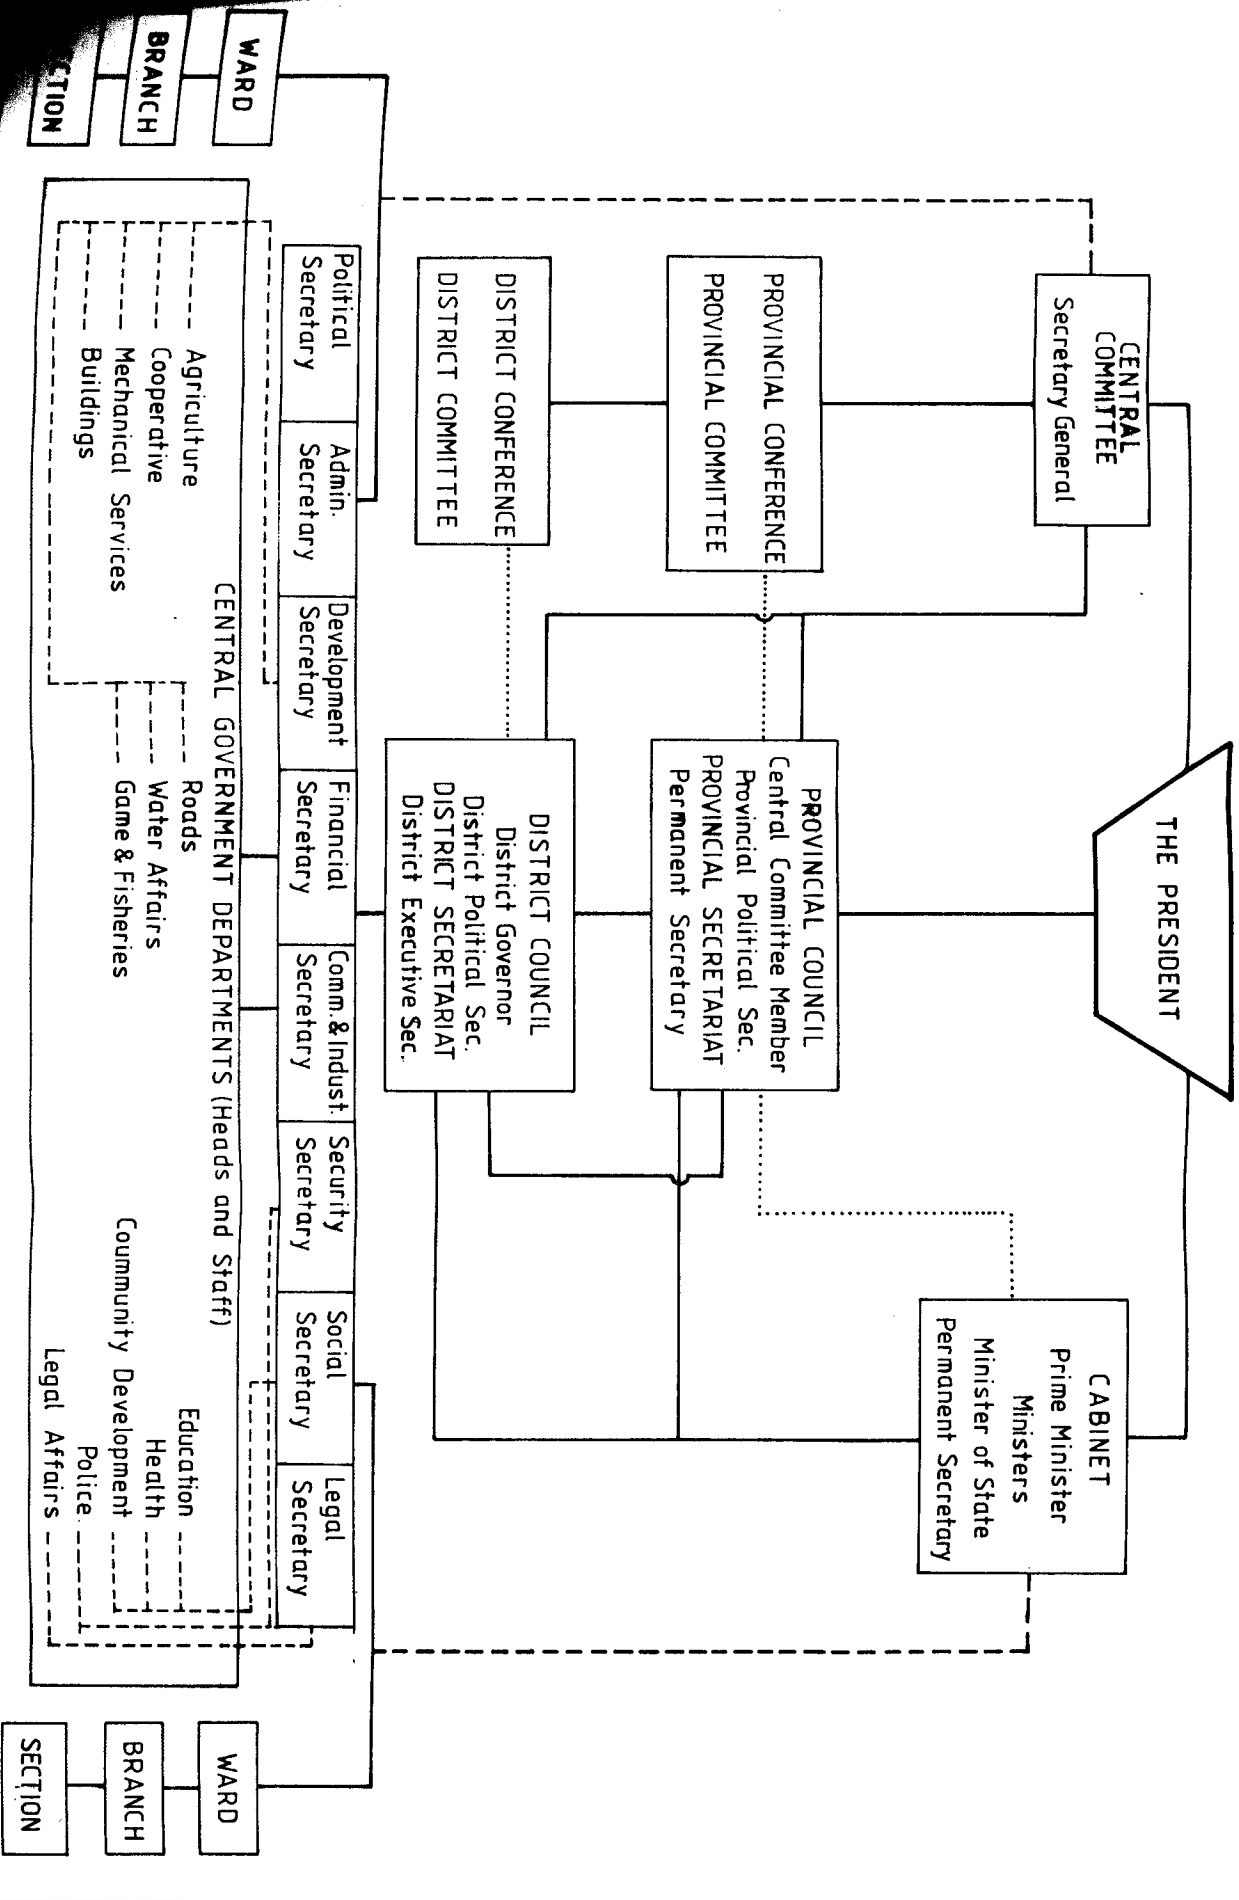 THE PRESIDENT
CENTRAL
COMMITTEE
Secretary General
CABINET
Prime Minister
Ministers
Minister of State
Permanent Secretary
PROVINCIAL CONFERENCE
PROVINCIAL COMMITTEE
PROVINCIAL COUNCIL
Central Committee Member
Provincial Political Sec.
PROVINCIAL SECRETARIAT
Permanent Secretary
DISTRICT CONFERENCE
DISTRICT COMMITTEE
DISTRICT COUNCIL
District Governor
District Political Sec.
DISTRICT SECRETARIAT
District Executive Sec.
Political
Secretary
Admin.
Secretary
Development
Secretary
Financial
Secretary
Comm.& Indust.
Secretary
Security
Secretary
Social
Secretary
Legal
Secretary
WARD
BRANCH
CTION
CENTRAL GOVERNMENT DEPARTMENTS (Heads and Staff)
Agriculture
Cooperative
Mechanical Services
Buildings
Roads
Water Affairs
Game & Fisheries
Education
Health
Coummunity Development
Police
Legal Affairs
WARD
BRANCH
SECTION